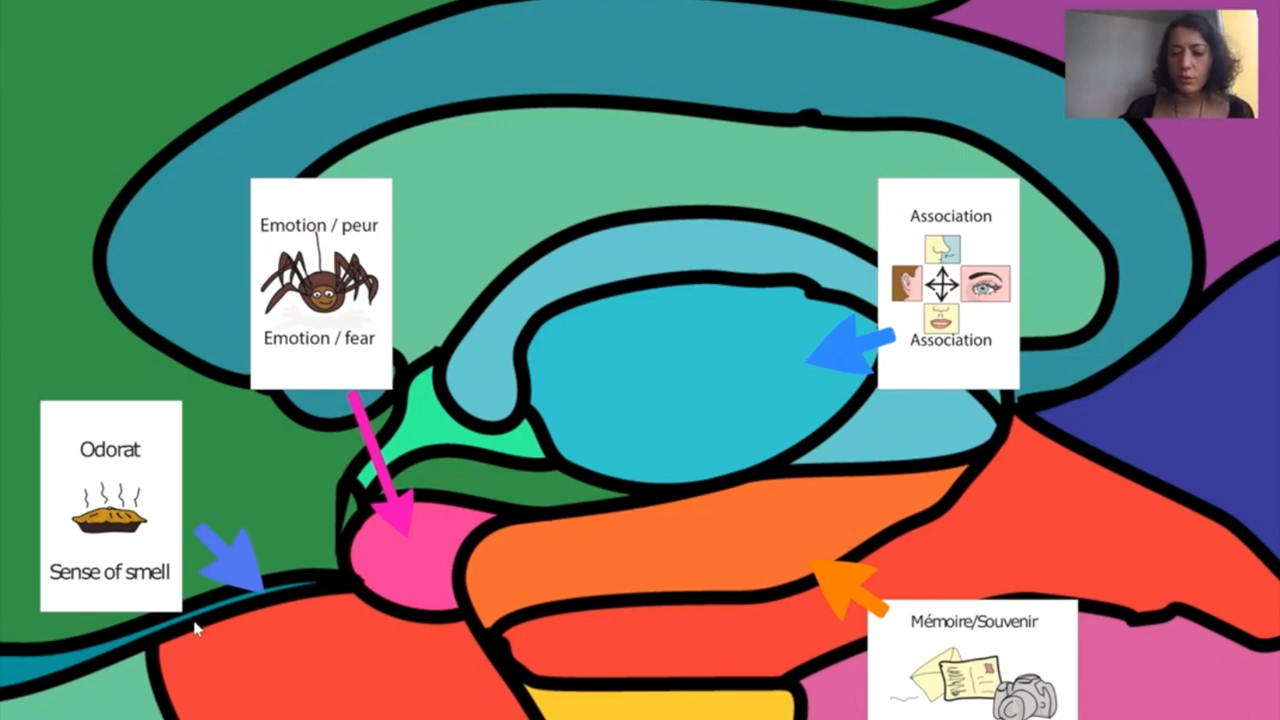 Emotion / peur
Emotion / fear
Association
Association
Odorat
Sense of smell
Mémoire/Souvenir